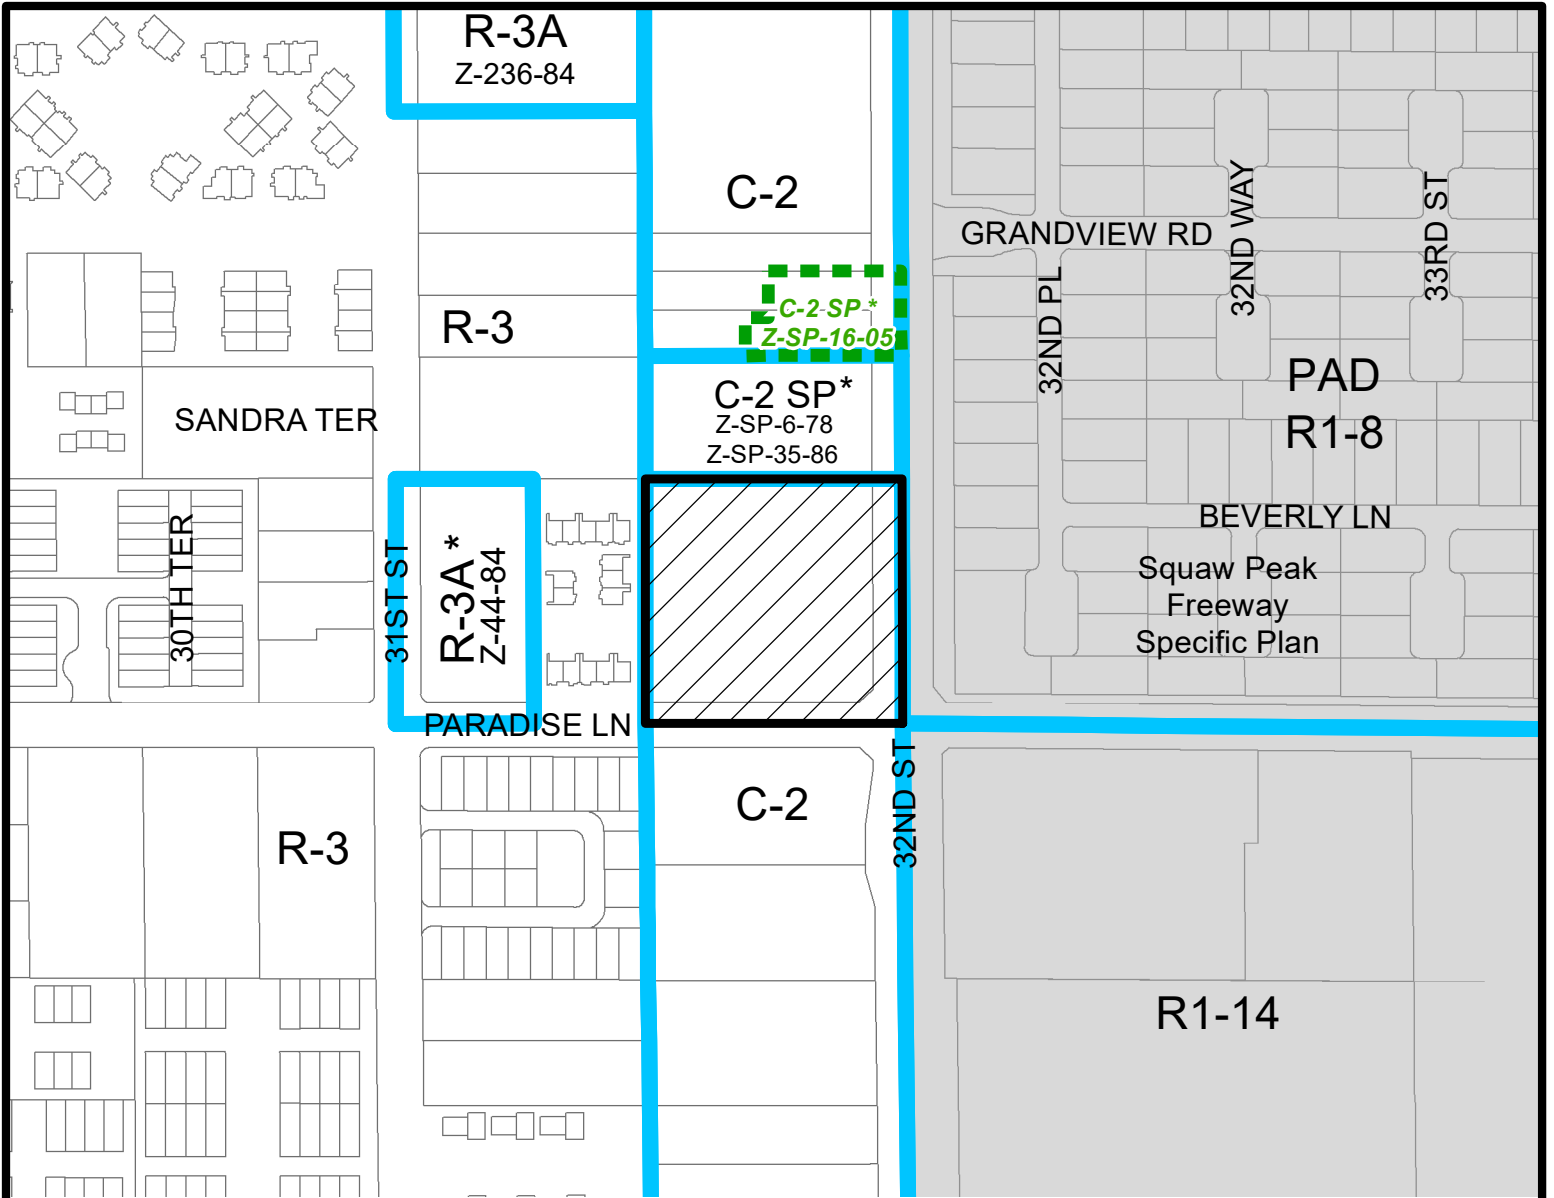 R-3A
Z-236-84
C-2
GRANDVIEW RD
32ND WAY
33RD ST
32ND PL
C-2 SP *
Z-SP-16-05
R-3
C-2 SP*
Z-SP-6-78
Z-SP-35-86
PAD
R1-8
SANDRA TER
BEVERLY LN
30TH TER
31ST ST
R-3A*
Z-44-84
Squaw Peak
Freeway
Specific Plan
PARADISE LN
32ND ST
C-2
R-3
R1-14